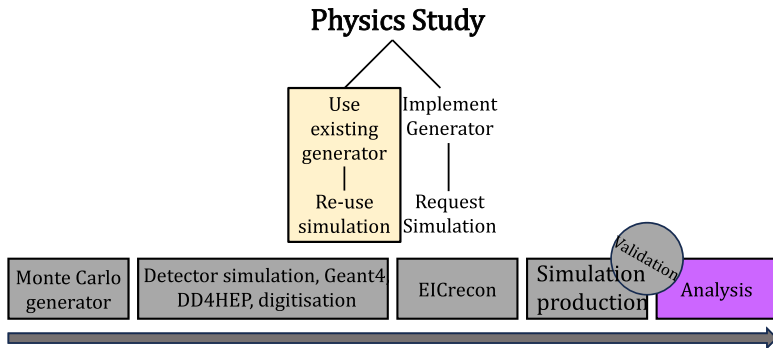 Physics Study
Use
existing
generator
Re-use
simulation
Implement
Generator
Request
Simulation
Validation
Monte Carlo
generator
Detector simulation, Geant4,
DD4HEP, digitisation
EICrecon
Simulation
production
Analysis